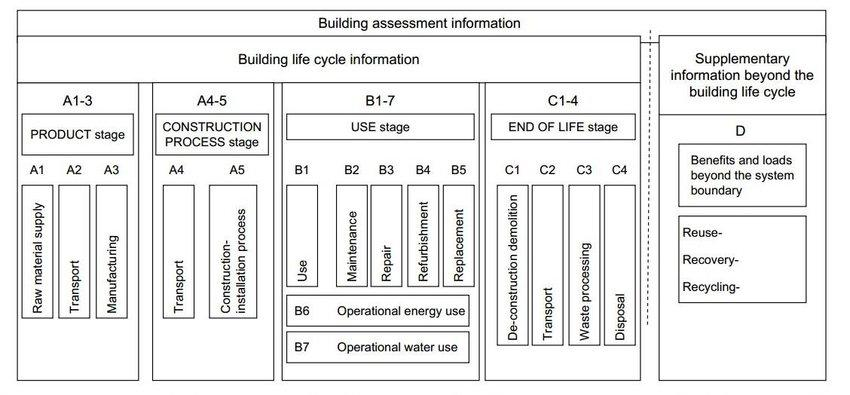 Building assessment information
Building life cycle information
Supplementary
information beyond the
building life cycle
A1-3
PRODUCT stage
A1
A2
A3
Raw material supply
Transport
Manufacturing
A4-5
CONSTRUCTION
PROCESS stage
A4
A5
Transport
Construction-
installation process
B1-7
USE stage
B1
B2
B3
B4
B5
Use
Maintenance
Repair
Refurbishment
Replacement
B6 Operational energy use
B7 Operational water use
C1-4
END OF LIFE stage
C1
C2
C3
C4
De-construction demolition
Transport
Waste processing
Disposal
D
Benefits and loads
beyond the system
boundary
Reuse-
Recovery-
Recycling-